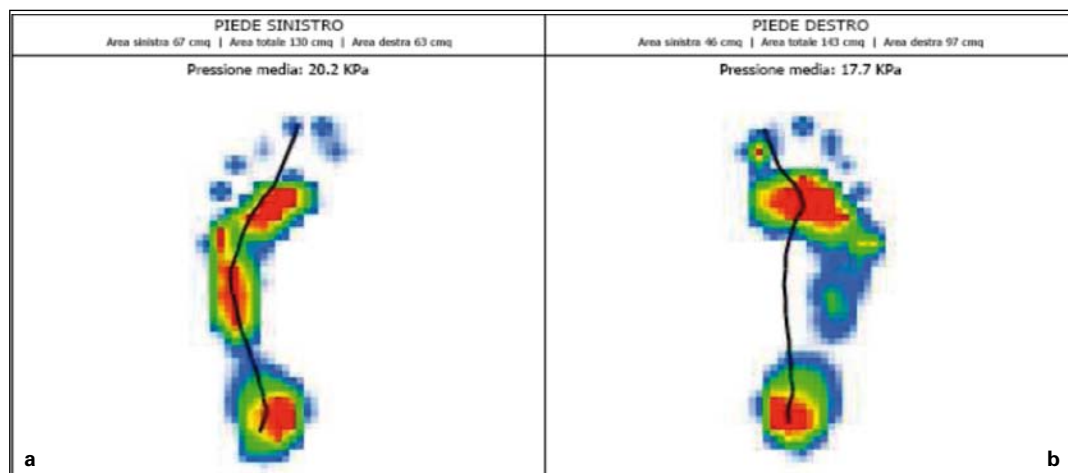 PIEDE SINISTRO
Area sinistra 67 cmq | Area totale 130 cmq | Area destra 63 cmq
Pressione media: 20.2 KPa
a
PIEDE DESTRO
Area sinistra 46 cmq | Area totale 143 cmq | Area destra 97 cmq
Pressione media: 17.7 KPa
b